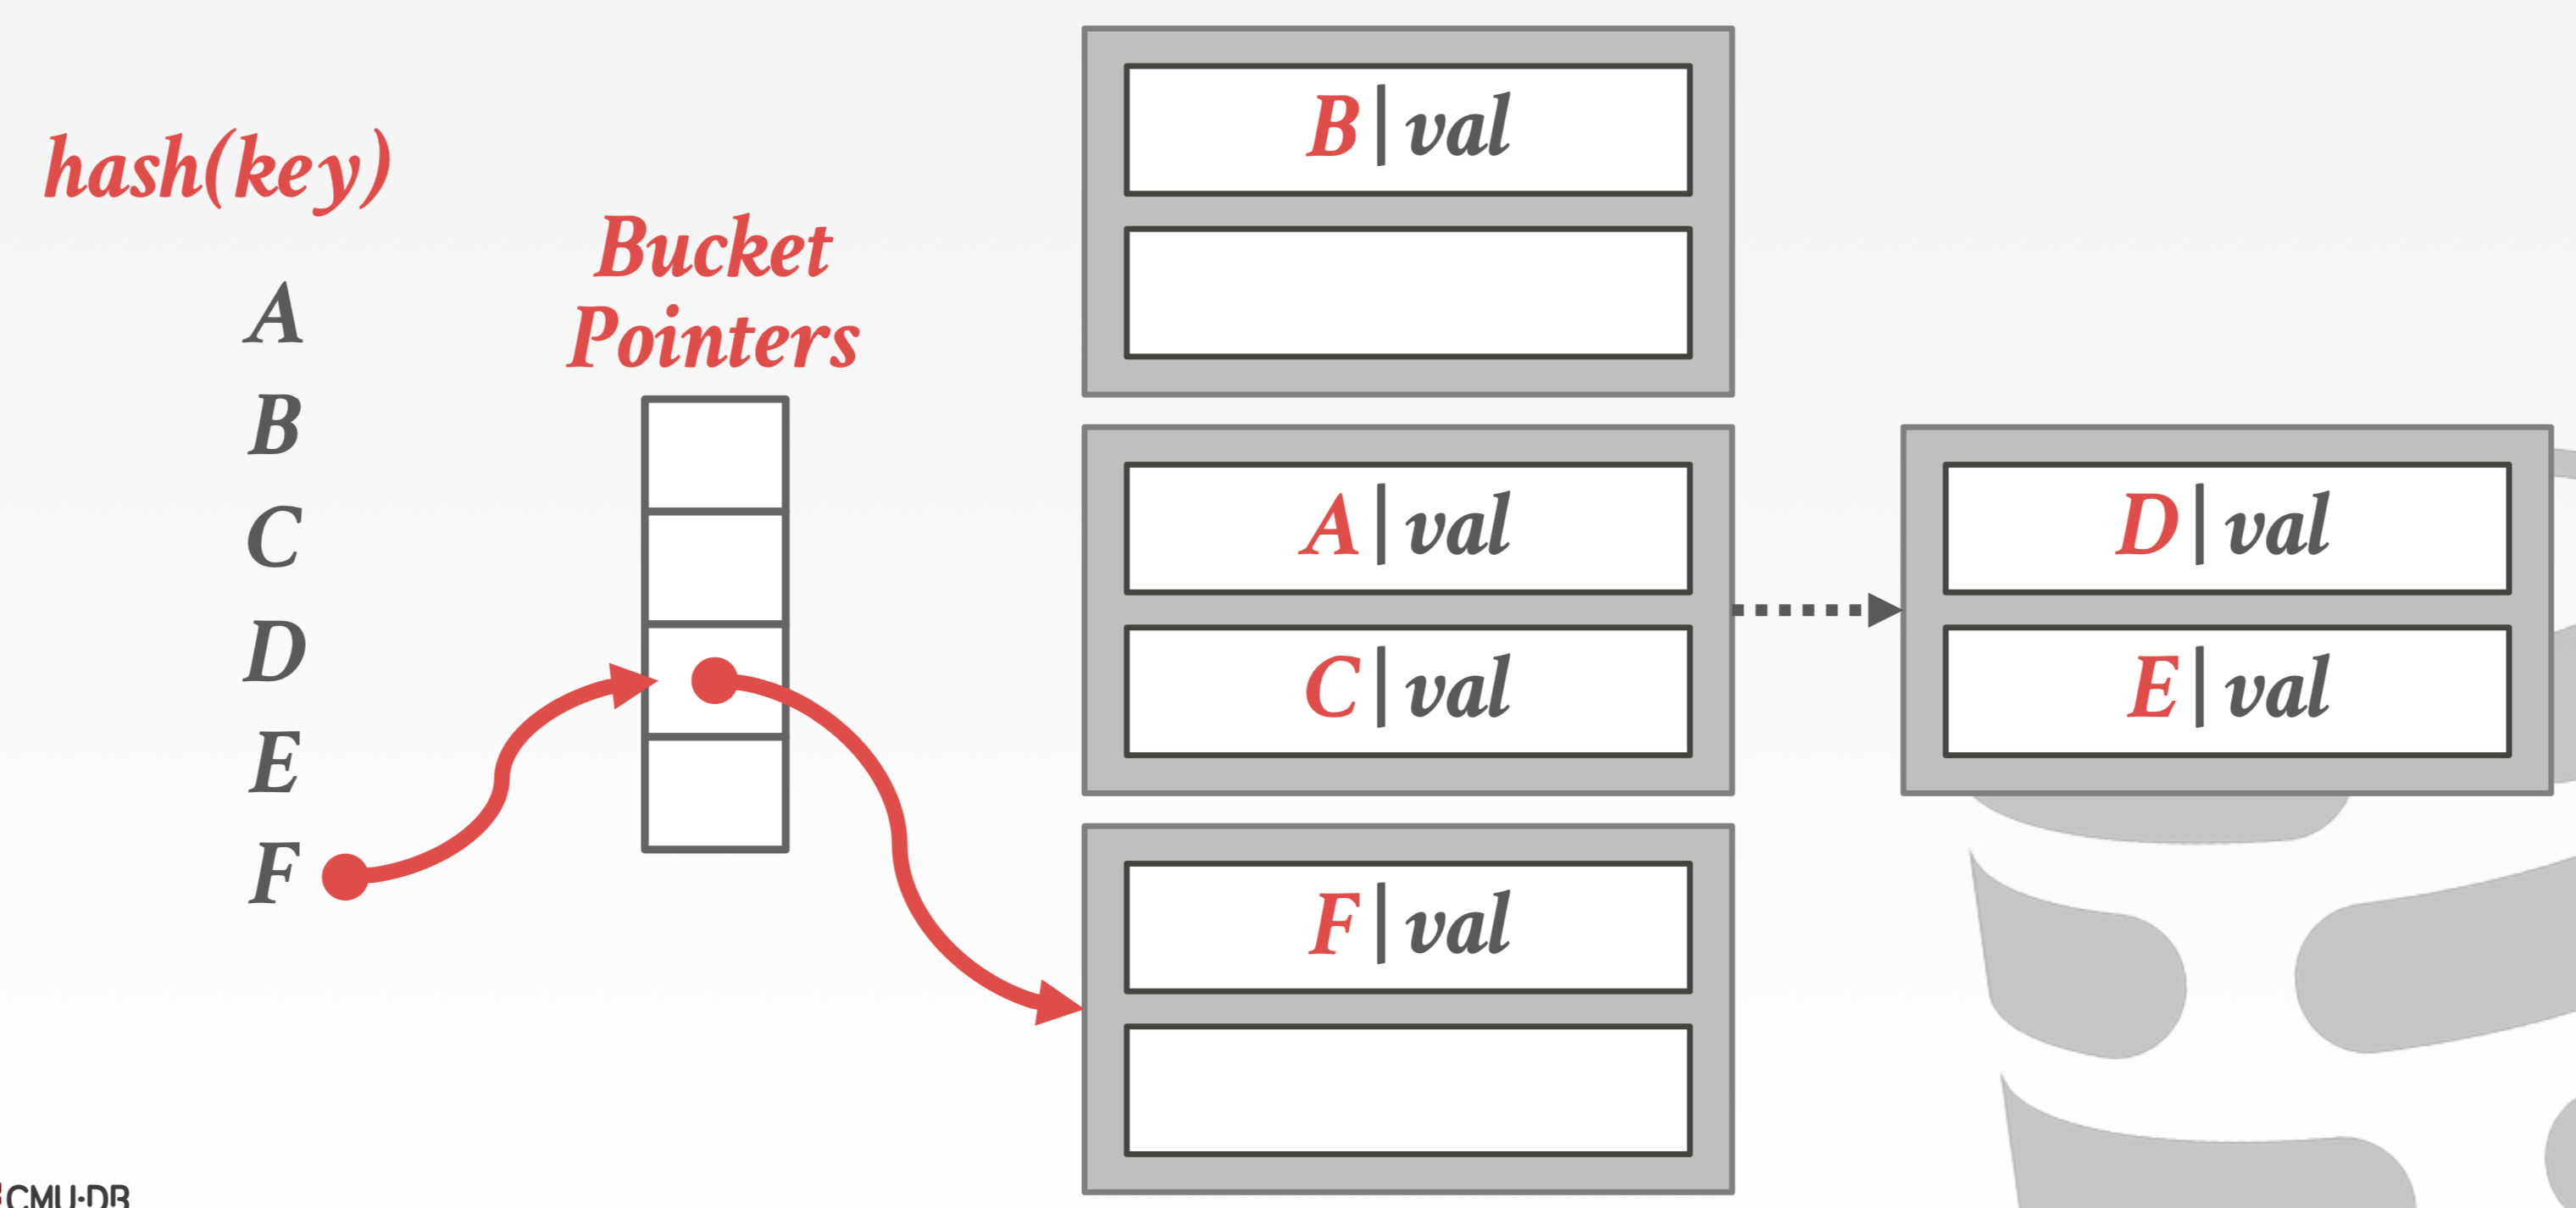 hash(key)
A
B
C
D
E
F
Bucket
Pointers
B|val
A|val
C|val
D|val
E|val
F|val
CMU·DB